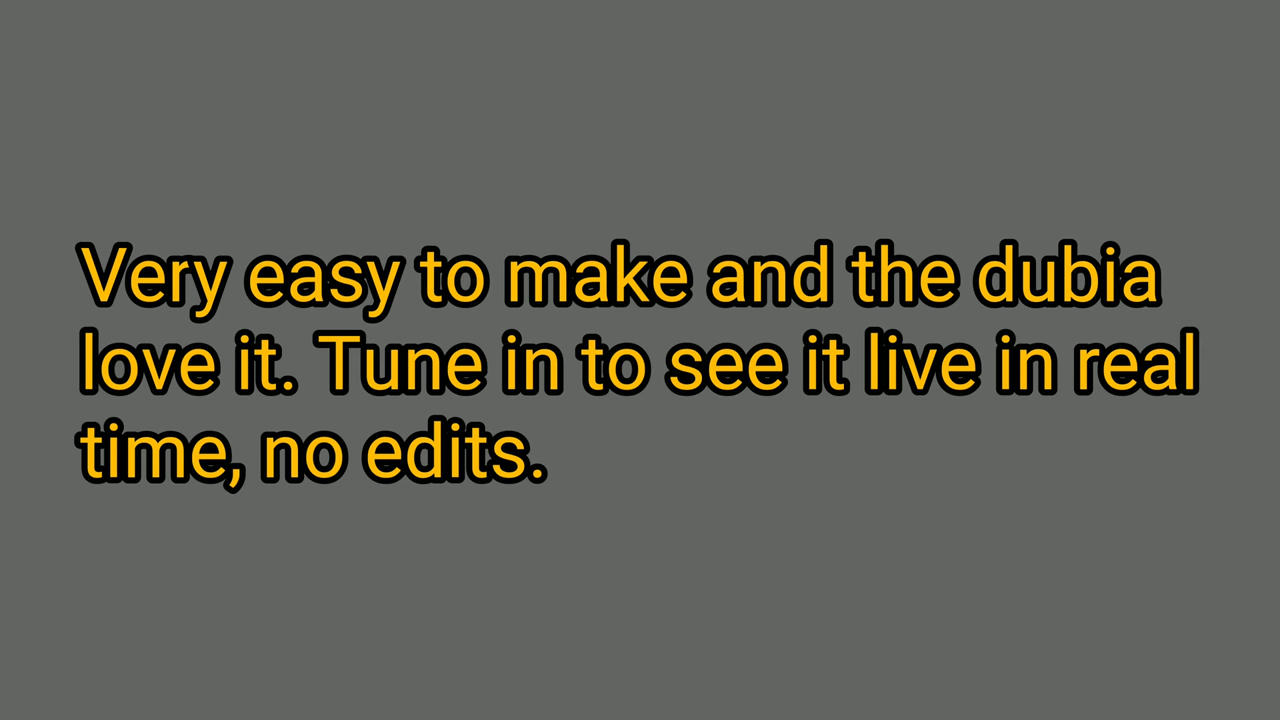 Very easy to make and the dubia
love it. Tune in to see it live in real
time, no edits.